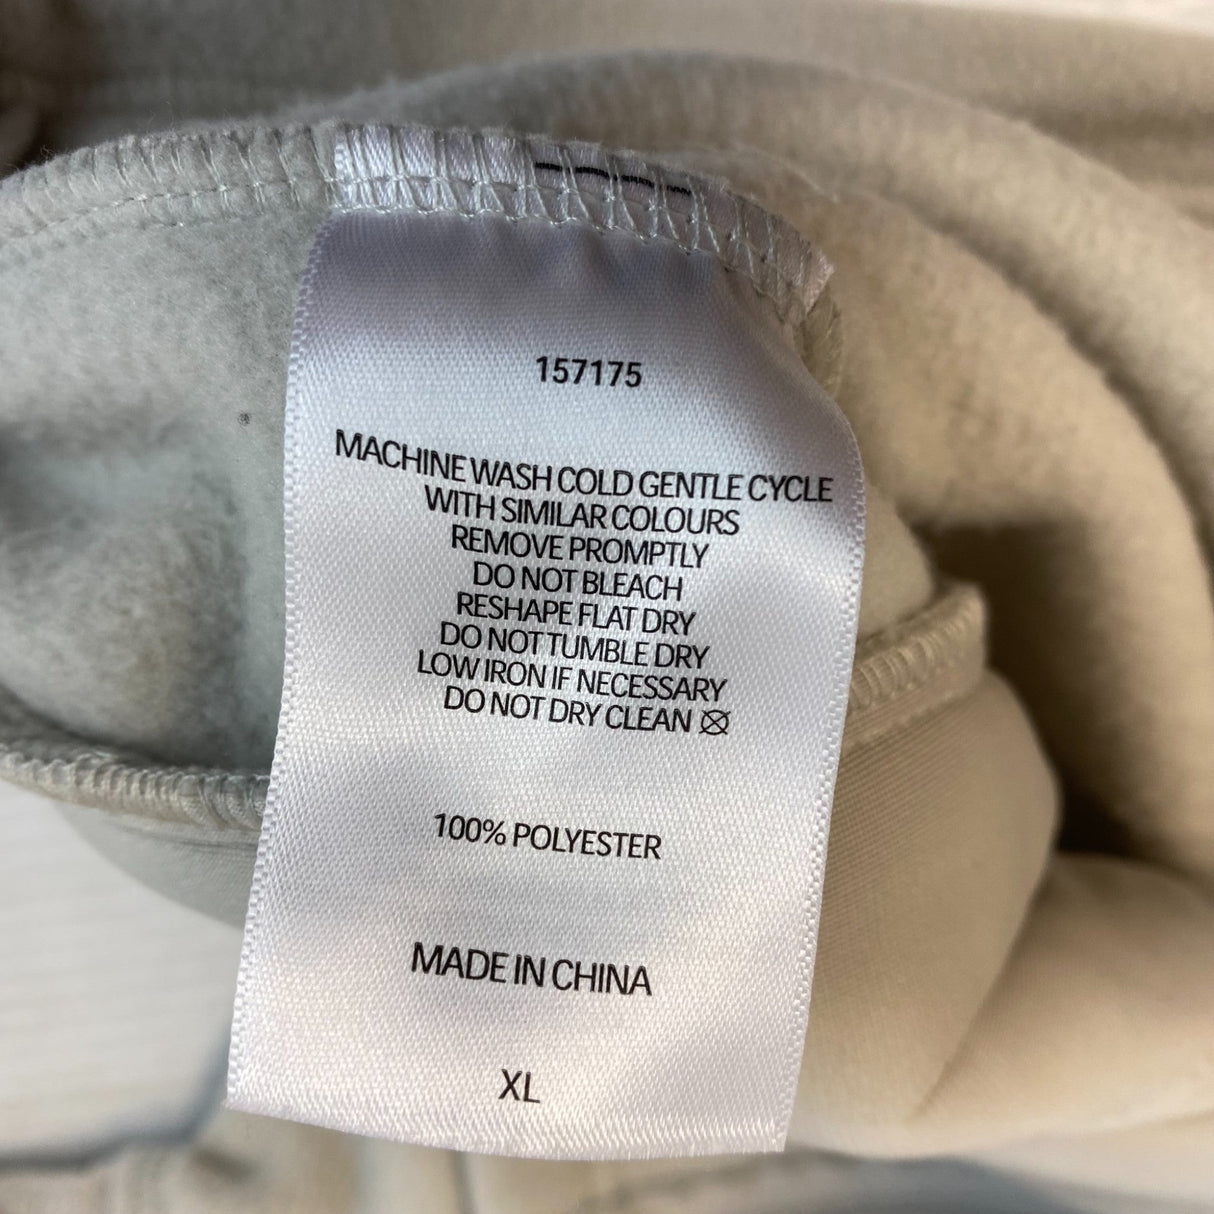 157175
MACHINE WASH COLD GENTLE CYCLE
WITH SIMILAR COLOURS
REMOVE PROMPTLY
DO NOT BLEACH
RESHAPE FLAT DRY
DO NOT TUMBLE DRY
LOW IRON IF NECESSARY
DO NOT DRY CLEAN
100% POLYESTER
MADE IN CHINA
XL